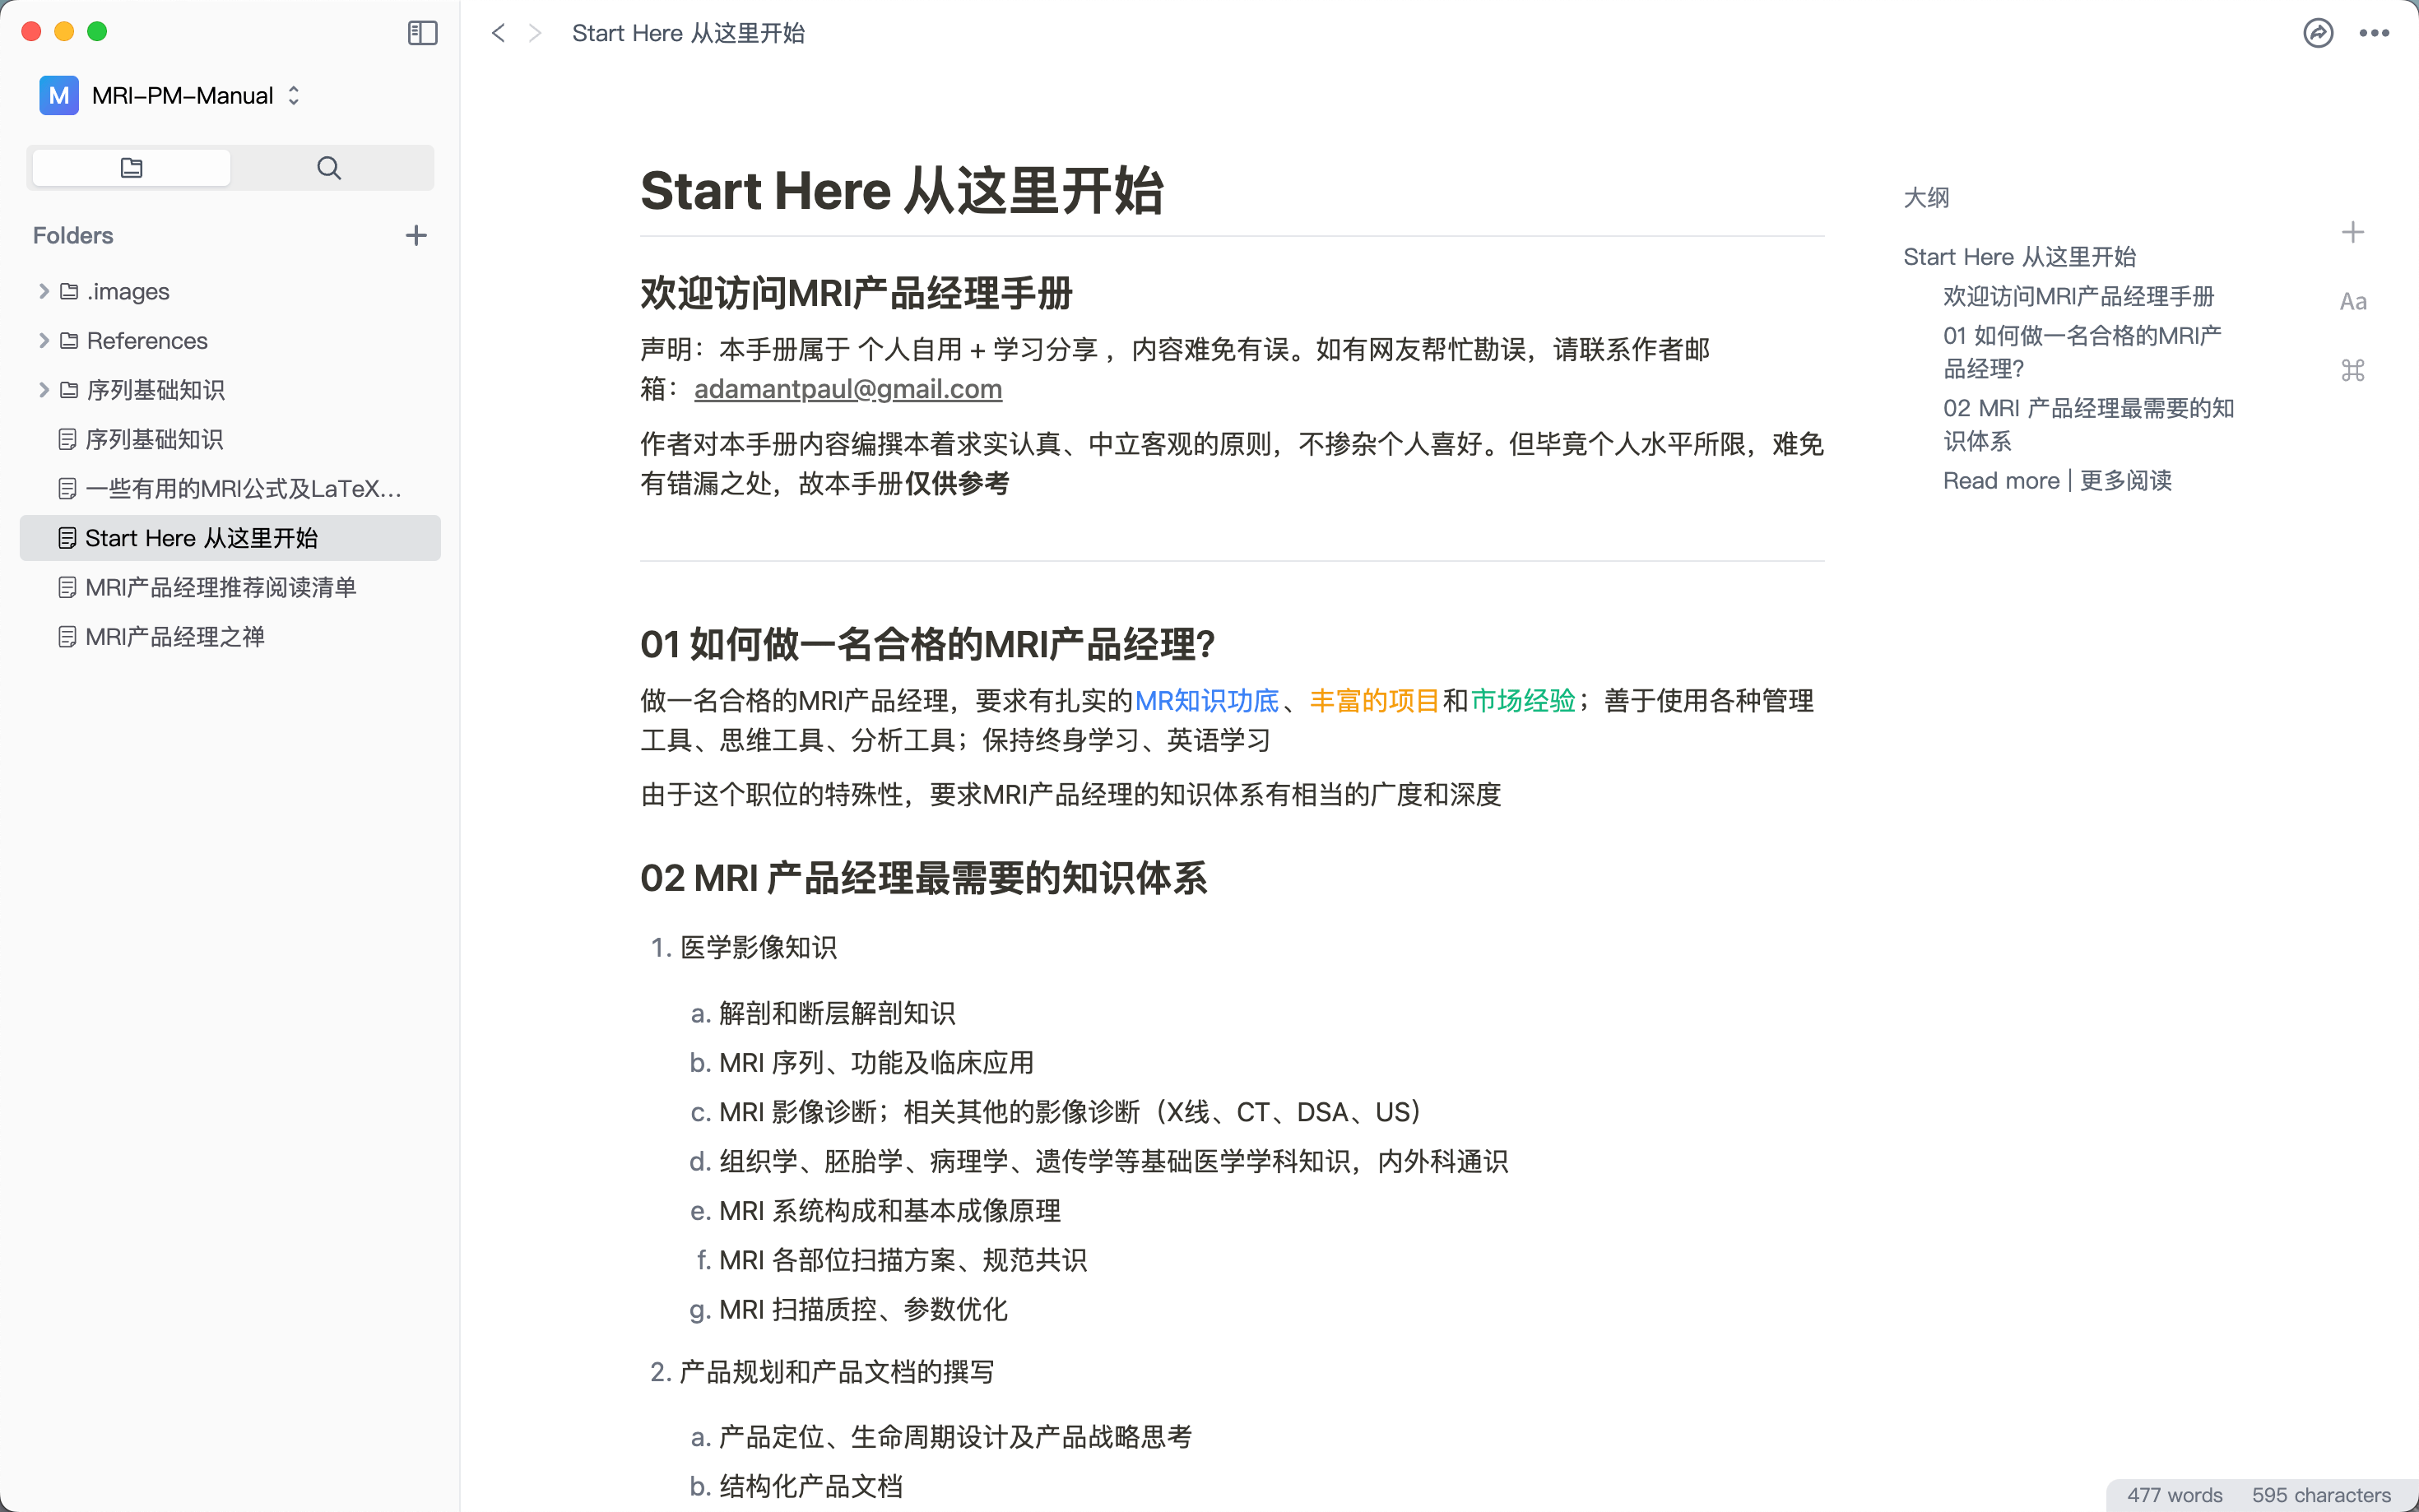 MRI-PM-Manual
Folders
.images
References
序列基础知识
序列基础知识
一些有用的MRI公式及LaTeX...
Start Here 从这里开始
MRI产品经理推荐阅读清单
MRI产品经理之禅
Start Here 从这里开始
Start Here 从这里开始
欢迎访问MRI产品经理手册
声明：本手册属于 个人自用 + 学习分享 ，内容难免有误。如有网友帮忙勘误，请联系作者邮
箱：adamantpaul@gmail.com
作者对本手册内容编撰本着求实认真、中立客观的原则，不掺杂个人喜好。但毕竟个人水平所限，难免
有错漏之处，故本手册仅供参考
01 如何做一名合格的MRI产品经理?
做一名合格的MRI产品经理，要求有扎实的MR知识功底、丰富的项目和市场经验；善于使用各种管理
工具、思维工具、分析工具；保持终身学习、英语学习
由于这个职位的特殊性，要求MRI产品经理的知识体系有相当的广度和深度
02 MRI 产品经理最需要的知识体系
1. 医学影像知识
a. 解剖和断层解剖知识
b. MRI 序列、功能及临床应用
c. MRI 影像诊断；相关其他的影像诊断（X线、CT、DSA、US）
d. 组织学、胚胎学、病理学、遗传学等基础医学学科知识，内外科通识
e. MRI 系统构成和基本成像原理
f. MRI 各部位扫描方案、规范共识
g. MRI 扫描质控、参数优化
2. 产品规划和产品文档的撰写
a. 产品定位、生命周期设计及产品战略思考
b. 结构化产品文档
大纲
Start Here 从这里开始
欢迎访问MRI产品经理手册
01 如何做一名合格的MRI产
品经理?
02 MRI 产品经理最需要的知
识体系
Read more | 更多阅读
Aa
477 words 595 characters
M